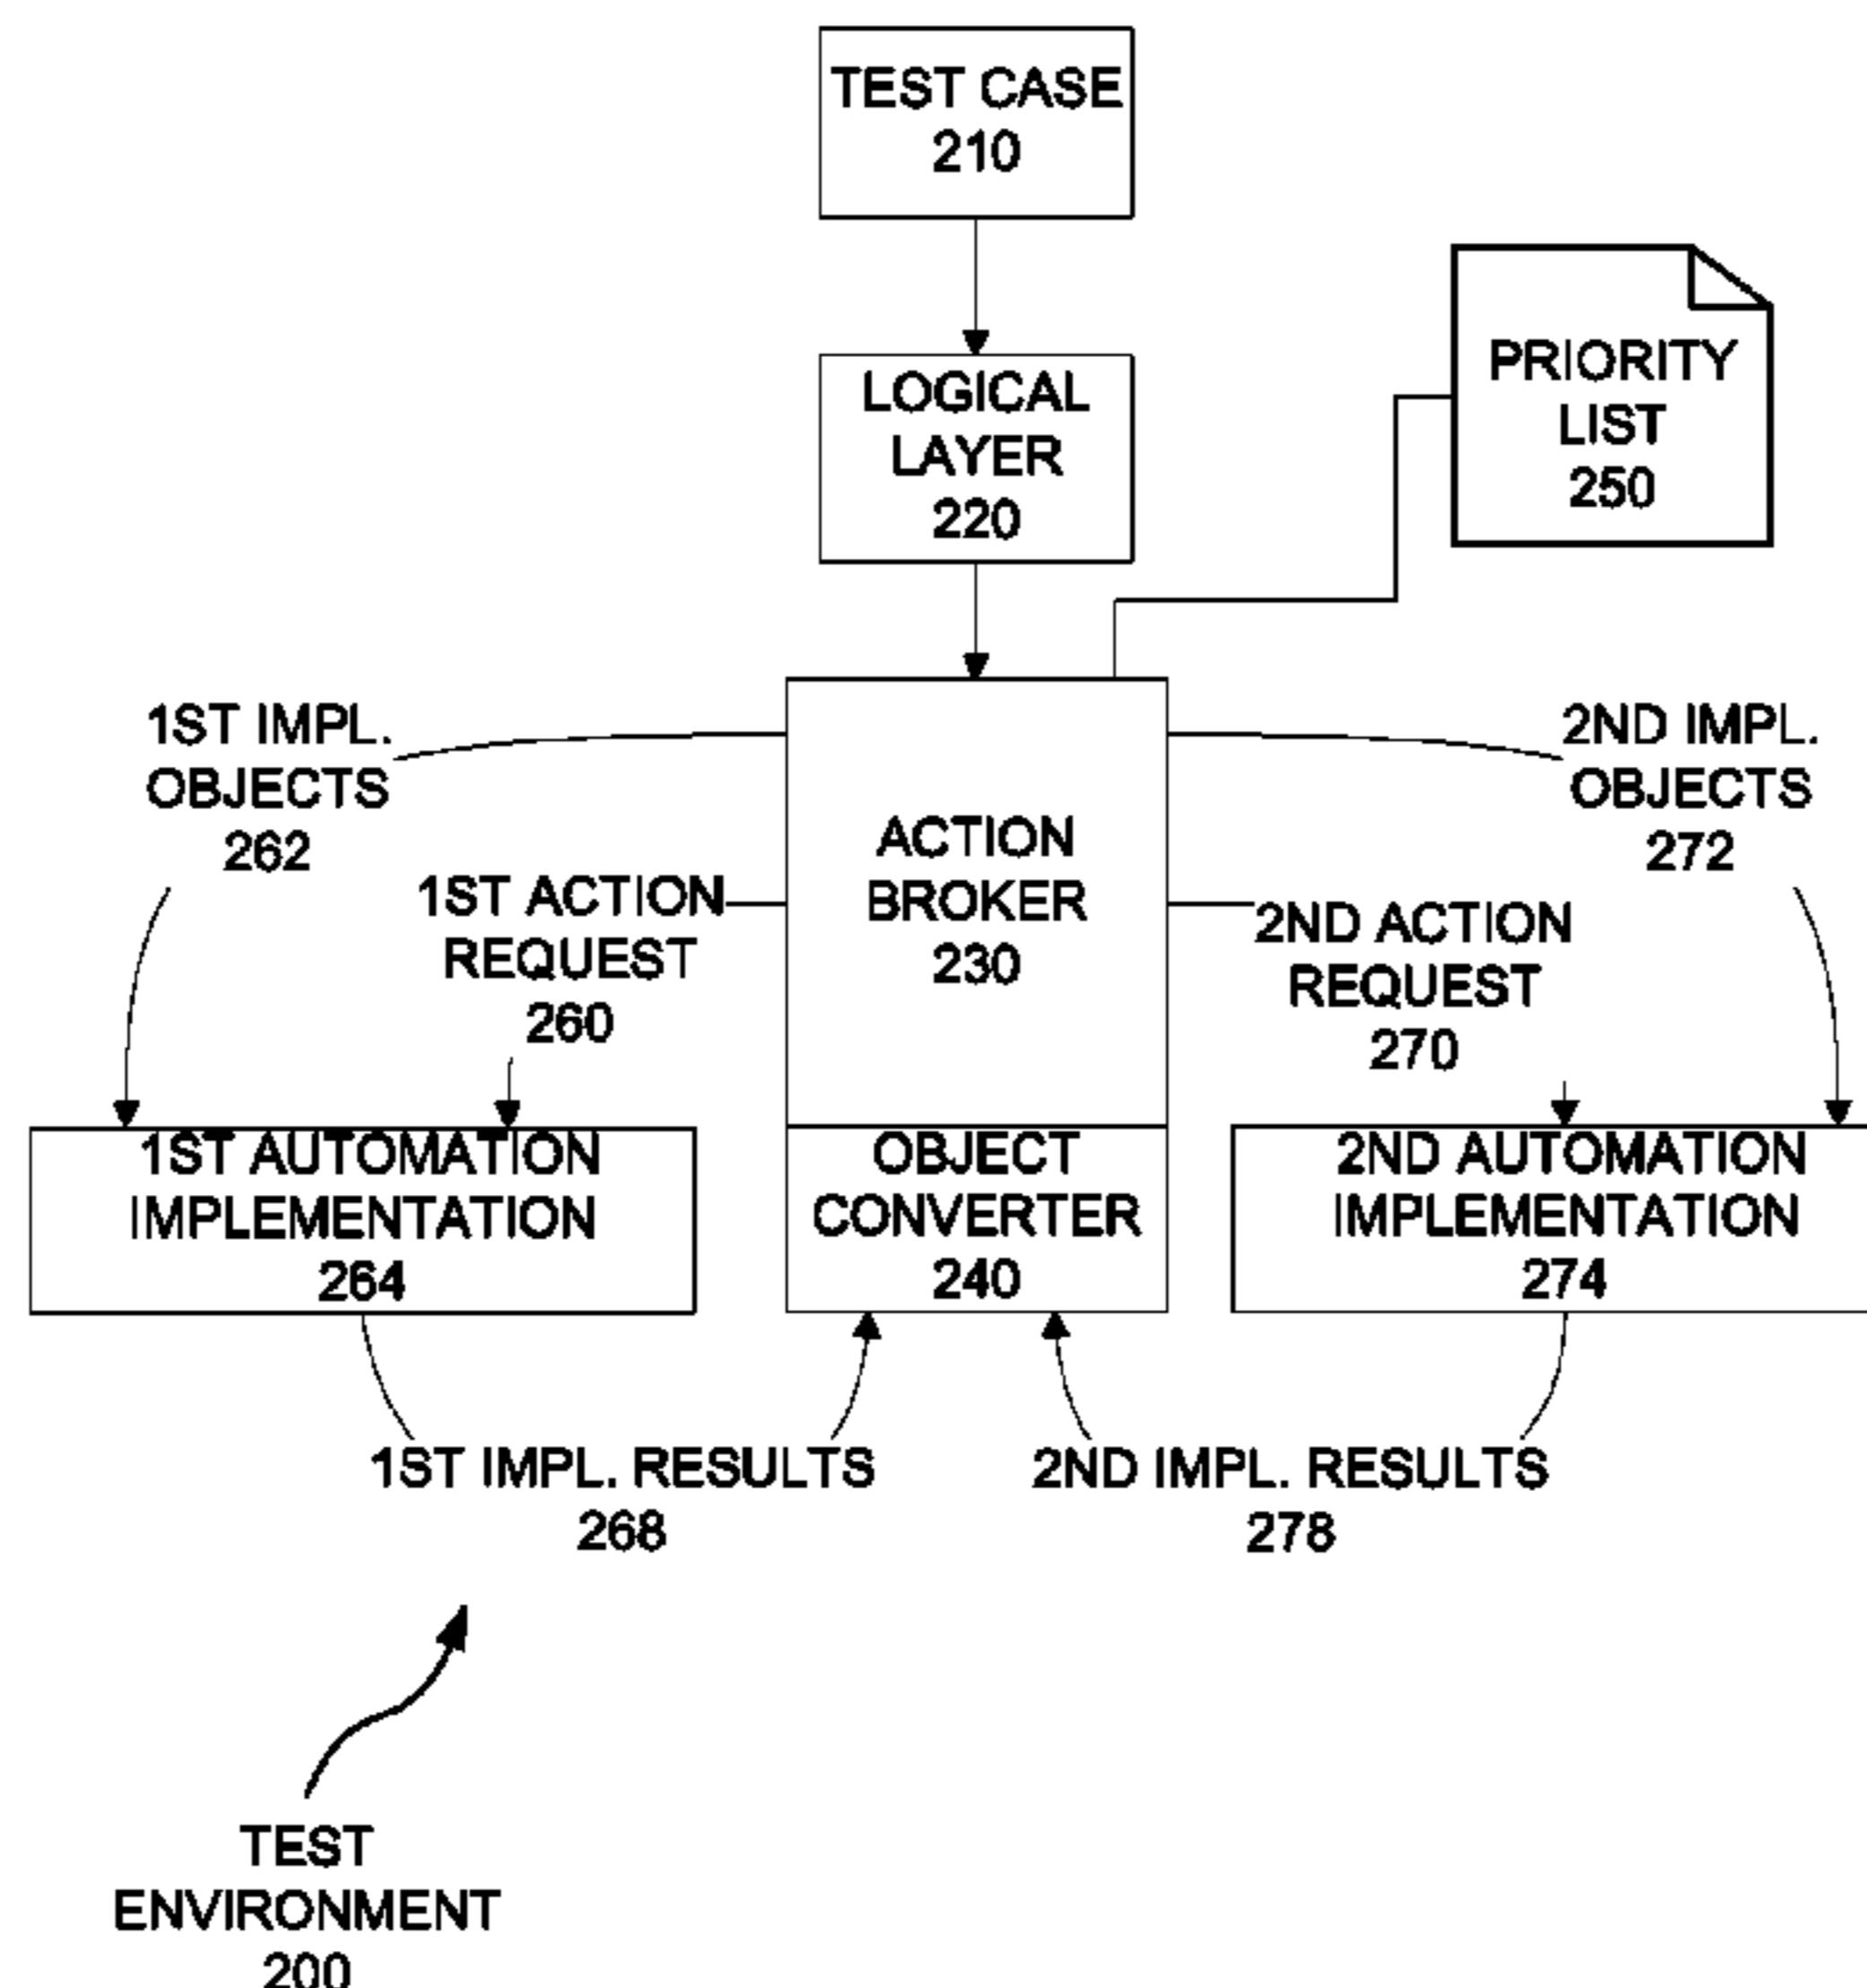 TEST CASE
210
LOGICAL
LAYER
220
PRIORITY
LIST
250
1ST IMPL.
OBJECTS
262
1ST ACTION
REQUEST
260
ACTION
BROKER
230
2ND IMPL.
OBJECTS
272
2ND ACTION
REQUEST
270
1ST AUTOMATION
IMPLEMENTATION
264
OBJECT
CONVERTER
240
2ND AUTOMATION
IMPLEMENTATION
274
1ST IMPL. RESULTS
268
2ND IMPL. RESULTS
278
TEST
ENVIRONMENT
200